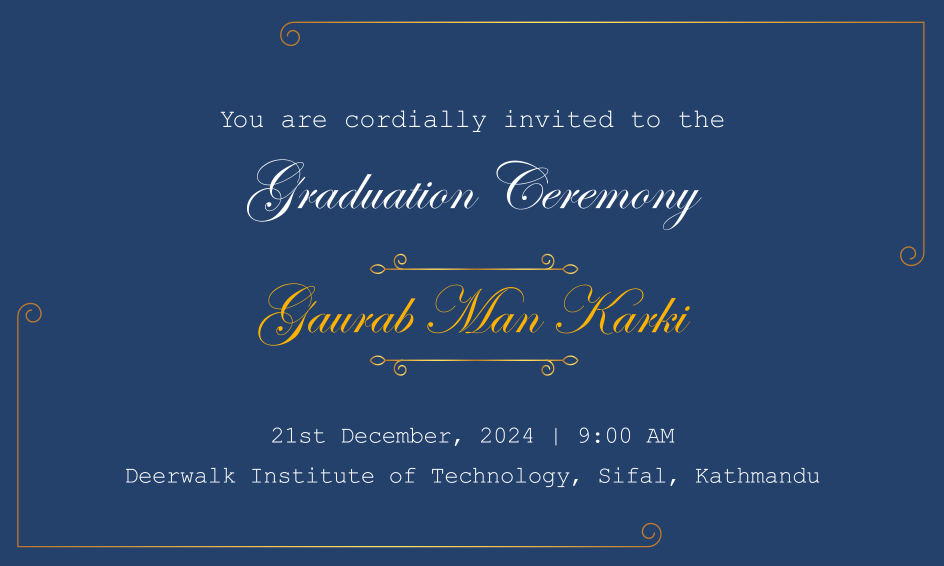 You are cordially invited to the
Graduation Ceremony
Gaurab Man Karki
21st December, 2024 | 9:00 AM
Deerwalk Institute of Technology, Sifal, Kathmandu